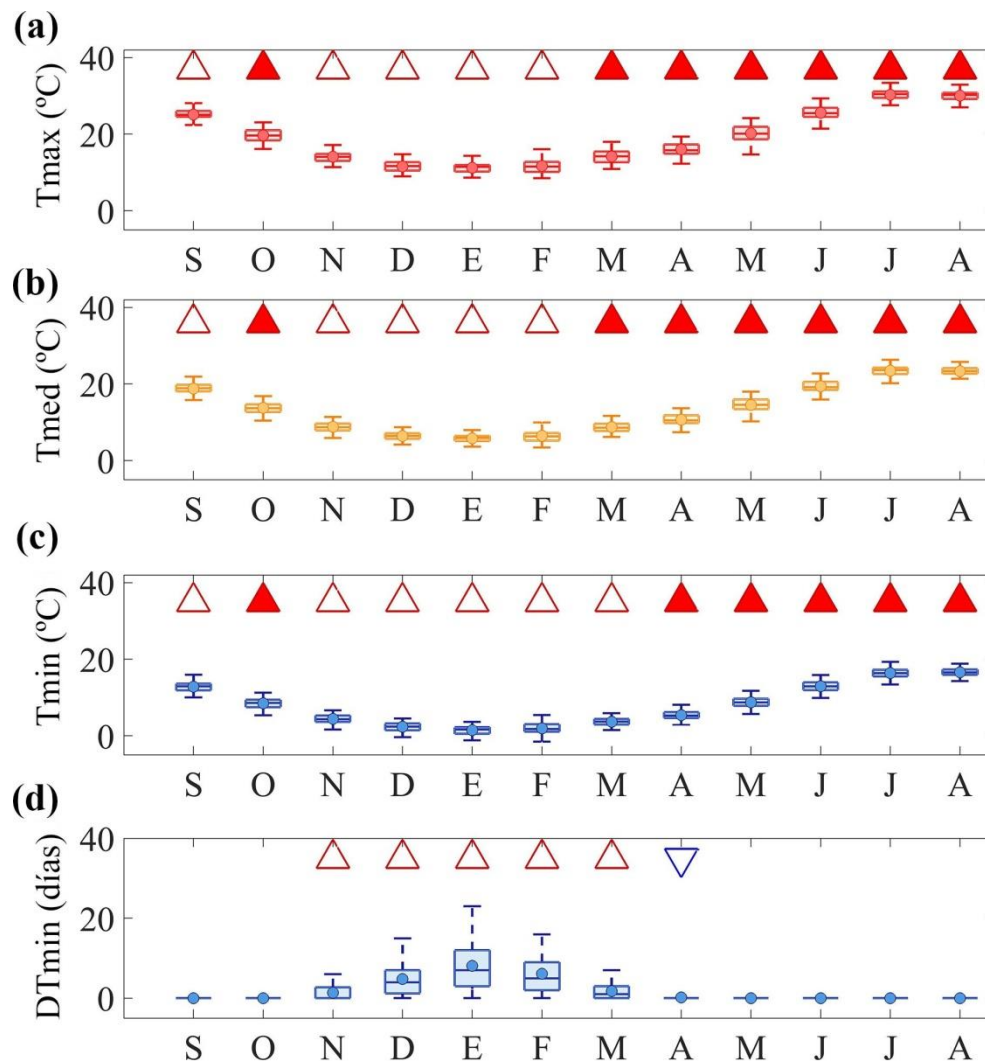 (a)
Tmax (ºC)
40
20
0
S O N D E F M A M J J A
(b)
Tmed (ºC)
40
20
0
S O N D E F M A M J J A
(c)
Tmin (ºC)
40
20
0
S O N D E F M A M J J A
(d)
DTmin (días)
40
20
0
S O N D E F M A M J J A